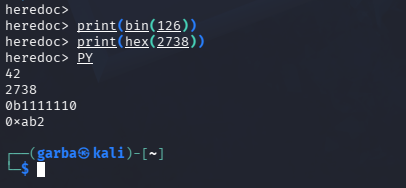 heredoc>
heredoc> print(bin(126))
heredoc> print(hex(2738))
heredoc> PY
42
2738
0b1111110
0×ab2
┌──(garba㉿kali)-[~]
└─$